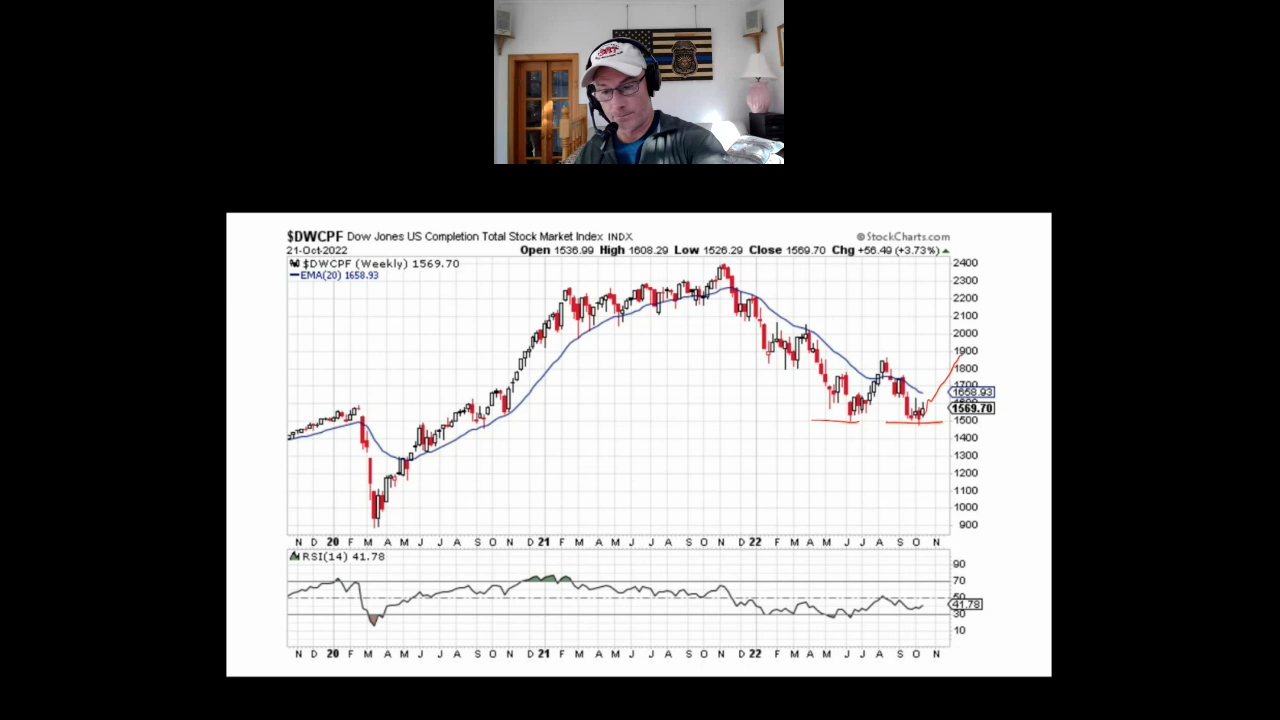 $DWCPF Dow Jones US Completion Total Stock Market Index INDX
© StockCharts.com
21-Oct-2022
Open 1536.99 High 1608.29 Low 1526.29 Close 1569.70 Chg +56.49 (+3.73%)
$DWCPF (Weekly) 1569.70
EMA(20) 1658.93
2400
2300
2200
2100
2000
1900
1800
1700
1658.93
1569.70
1500
1400
1300
1200
1100
1000
900
N D 20 F M A M J J A S O N D 21 F M A M J J A S O N D 22 F M A M J J A S O N
RSI(14) 41.78
90
70
50
41.78
30
10
N D 20 F M A M J J A S O N D 21 F M A M J J A S O N D 22 F M A M J J A S O N